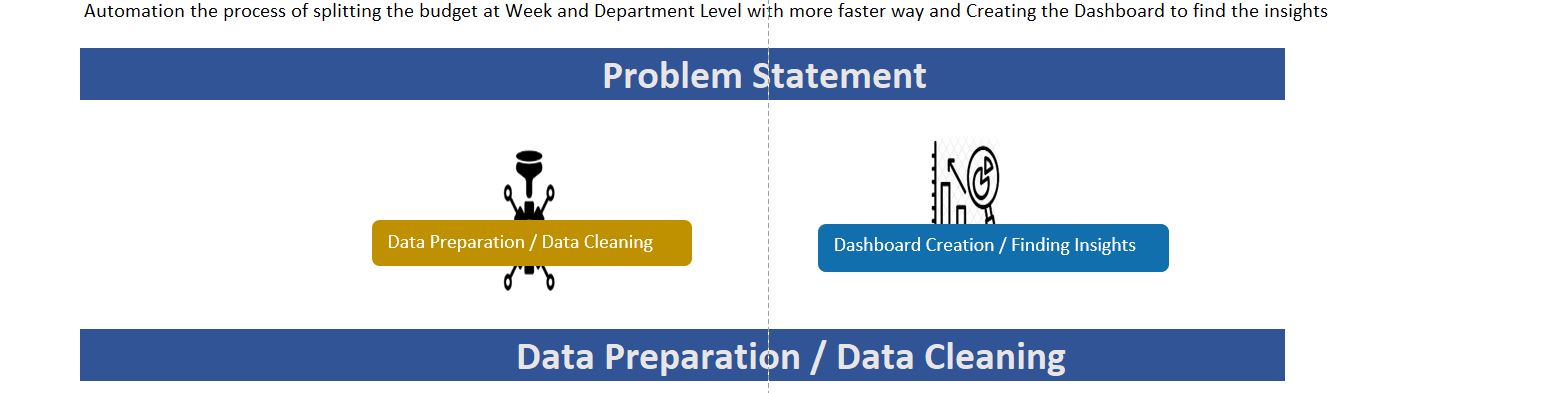 Automation the process of splitting the budget at Week and Department Level with more faster way and Creating the Dashboard to find the insights
Problem Statement
Data Preparation / Data Cleaning
Dashboard Creation / Finding Insights
Data Preparation / Data Cleaning